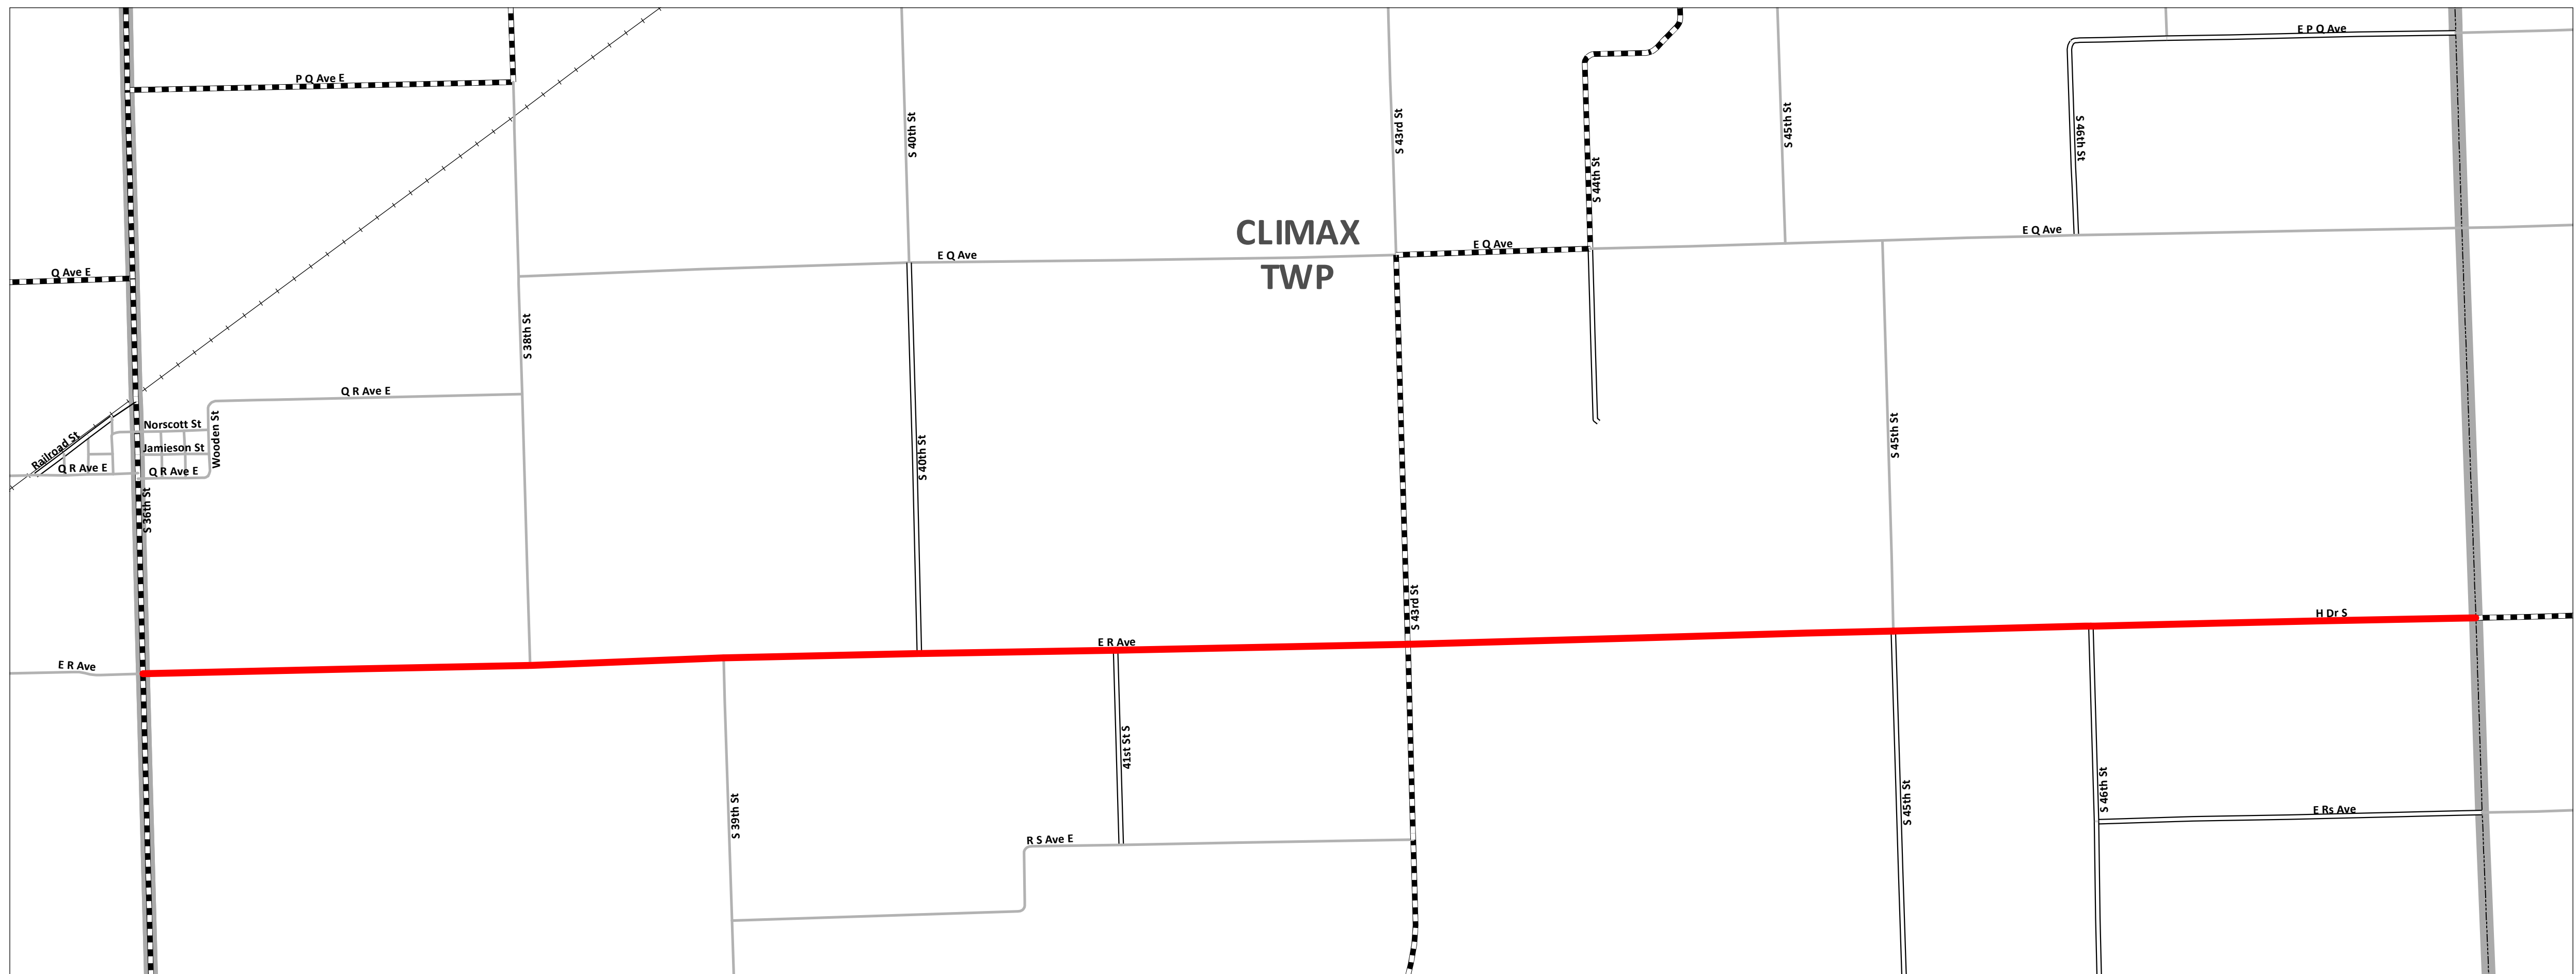 E P Q Ave
P Q Ave E
S 40th St
S 43rd St
S 45th St
S 46th St
S 44th St
CLIMAX
TWP
E Q Ave
E Q Ave
E Q Ave
Q Ave E
S 38th St
Q R Ave E
Norscott St
Wooden St
Jamieson St
Railroad St
Q R Ave E
Q R Ave E
S 36th St
S 40th St
S 45th St
S 43rd St
H Dr S
E R Ave
E R Ave
41st St S
S 39th St
S 45th St
S 46th St
E Rs Ave
R S Ave E